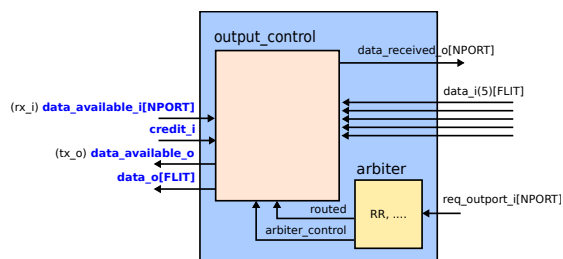 output_control
data_received_o[NPORT]
(rx_i) data_available_i[NPORT]
data_i(5)[FLIT]
credit_i
(tx_o) data_available_o
data_o[FLIT]
arbiter
routed
RR, ....
req_outport_i[NPORT]
arbiter_control